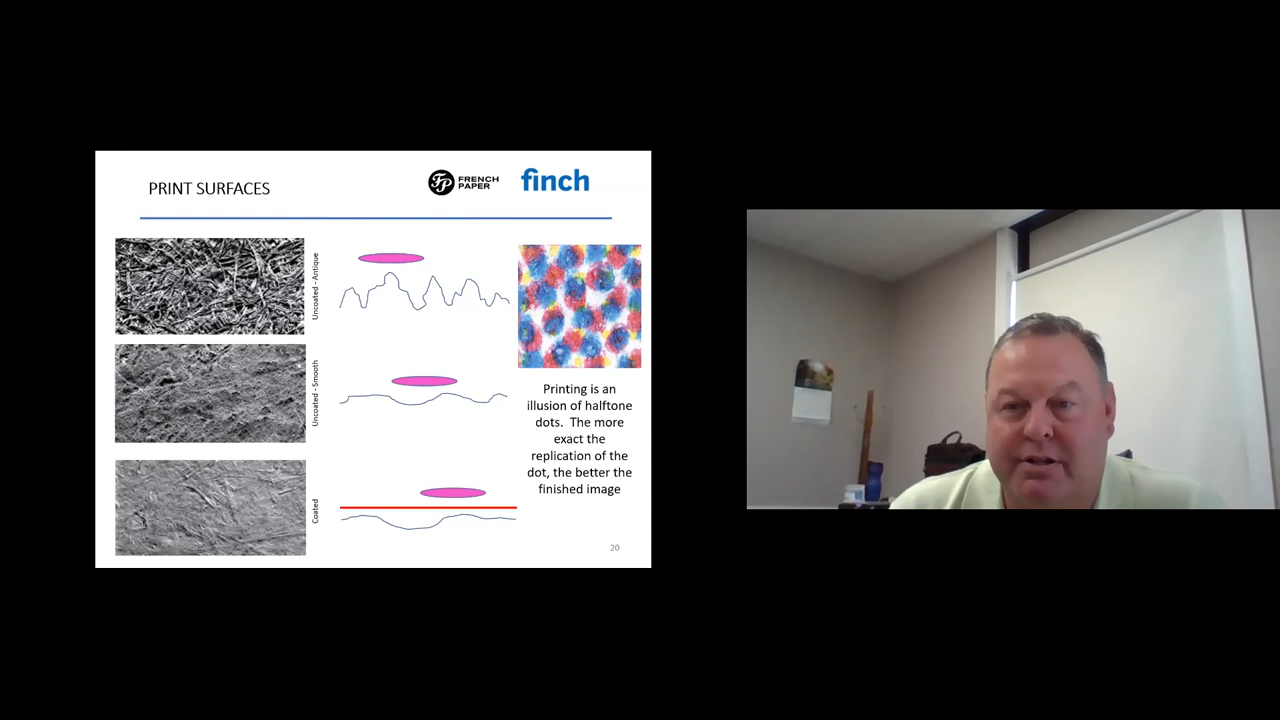 PRINT SURFACES
FP FRENCH
PAPER
finch
Uncoated - Antique
Uncoated - Smooth
Coated
Printing is an
illusion of halftone
dots. The more
exact the
replication of the
dot, the better the
finished image
20